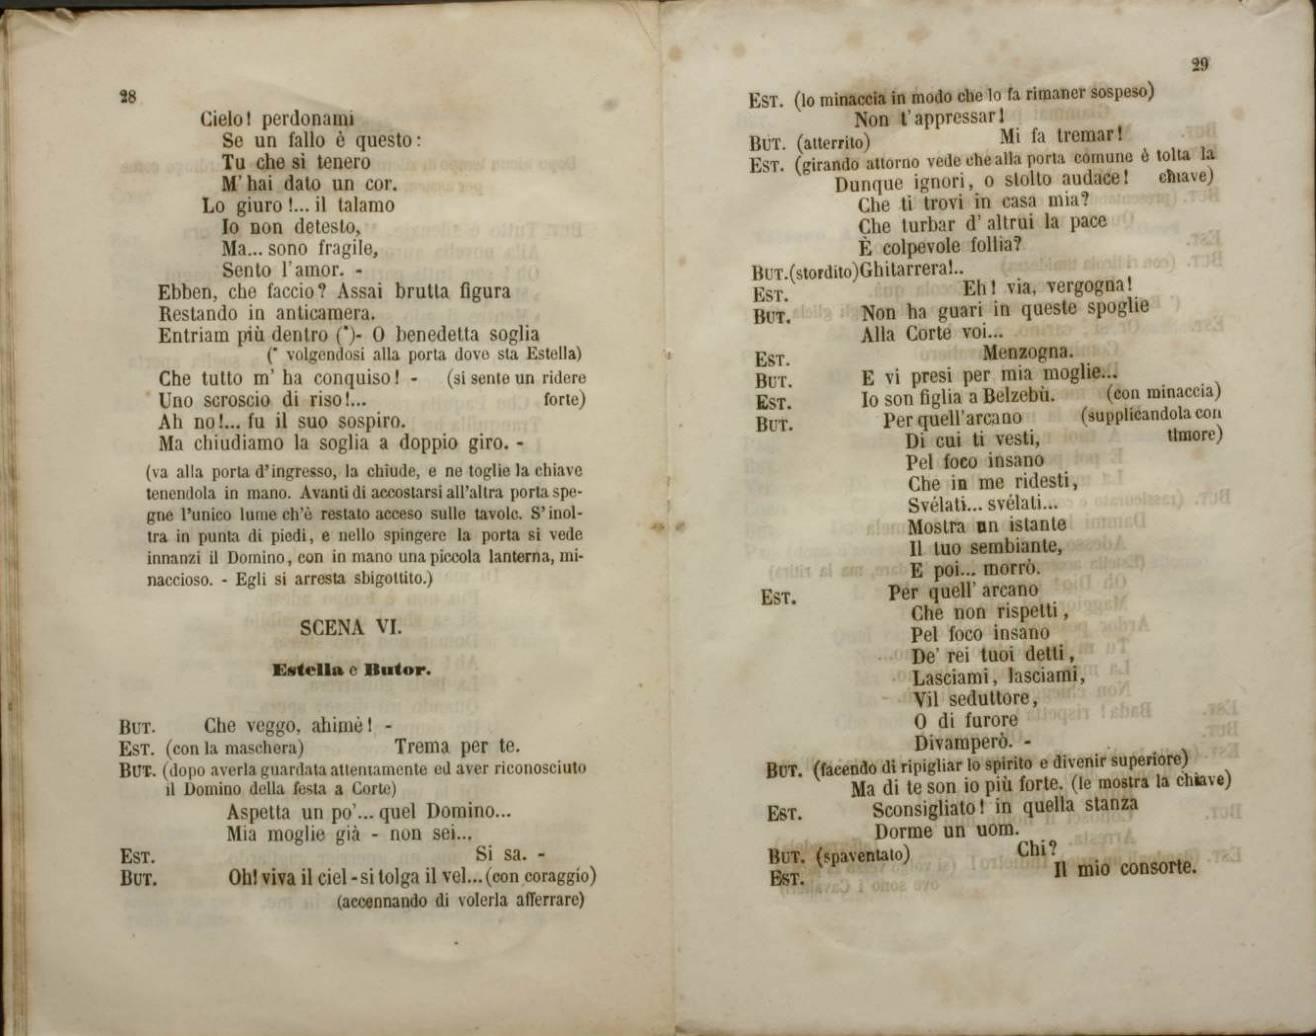 28
Cielo! perdonami
Se un fallo è questo:
Tu che si tenero
M' hai dato un cor.
Lo giuro!... il talamo
Io non detesto,
Ma... sono fragile,
Sento l'amor. -
Ebben, che faccio? Assai brutta figura
Restando in anticamera.
Entriam più dentro (*)- O benedetta soglia
(* volgendosi alla porta dove sta Estella)
Che tutto m' ha conquiso! - (si sente un ridere
Uno scroscio di riso!... forte)
Ah no!... fu il suo sospiro.
Ma chiudiamo la soglia a doppio giro. -
(va alla porta d'ingresso, la chiude, e ne toglie la chiave
tenendola in mano. Avanti di accostarsi all'altra porta spe-
gne l'unico lume ch'è restato acceso sulle tavole. S'inol-
tra in punta di piedi, e nello spingere la porta si vede
innanzi il Domino, con in mano una piccola lanterna, mi-
naccioso. - Egli si arresta sbigottito.)
SCENA VI.
Estella e Butor.
BUT. Che veggo, ahimè! -
EST. (con la maschera) Trema per te.
BUT. (dopo averla guardata attentamente ed aver riconosciuto
il Domino della festa a Corte)
Aspetta un po'... quel Domino...
Mia moglie già - non sei...
EST. Si sa. -
BUT. Oh! viva il ciel - si tolga il vel... (con coraggio)
(accennando di volerla afferrare)
29
EST. (lo minaccia in modo che lo fa rimaner sospeso)
Non t'appressar!
BUT. (atterrito) Mi fa tremar!
EST. (girando attorno vede che alla porta comune è tolta la
Dunque ignori, o stolto audace! chiave)
Che ti trovi in casa mia?
Che turbar d' altrui la pace
È colpevole follia?
BUT. (stordito) Ghitarrera!..
EST. Eh! via, vergogna!
BUT. Non ha guari in queste spoglie
Alla Corte voi...
EST. Menzogna.
BUT. E vi presi per mia moglie...
EST. Io son figlia a Belzebù. (con minaccia)
BUT. Per quell'arcano (supplicandola con
Di cui ti vesti, timore)
Pel foco insano
Che in me ridesti,
Svélati... svélati...
Mostra un istante
Il tuo sembiante,
E poi... morrò.
EST. Per quell' arcano
Che non rispetti,
Pel foco insano
De' rei tuoi detti,
Lasciami, lasciami,
Vil seduttore,
O di furore
Divamperò. -
BUT. (facendo di ripigliar lo spirito e divenir superiore)
Ma di te son io più forte. (le mostra la chiave)
EST. Sconsigliato! in quella stanza
Dorme un uom.
BUT. (spaventato) Chi?
EST. Il mio consorte.